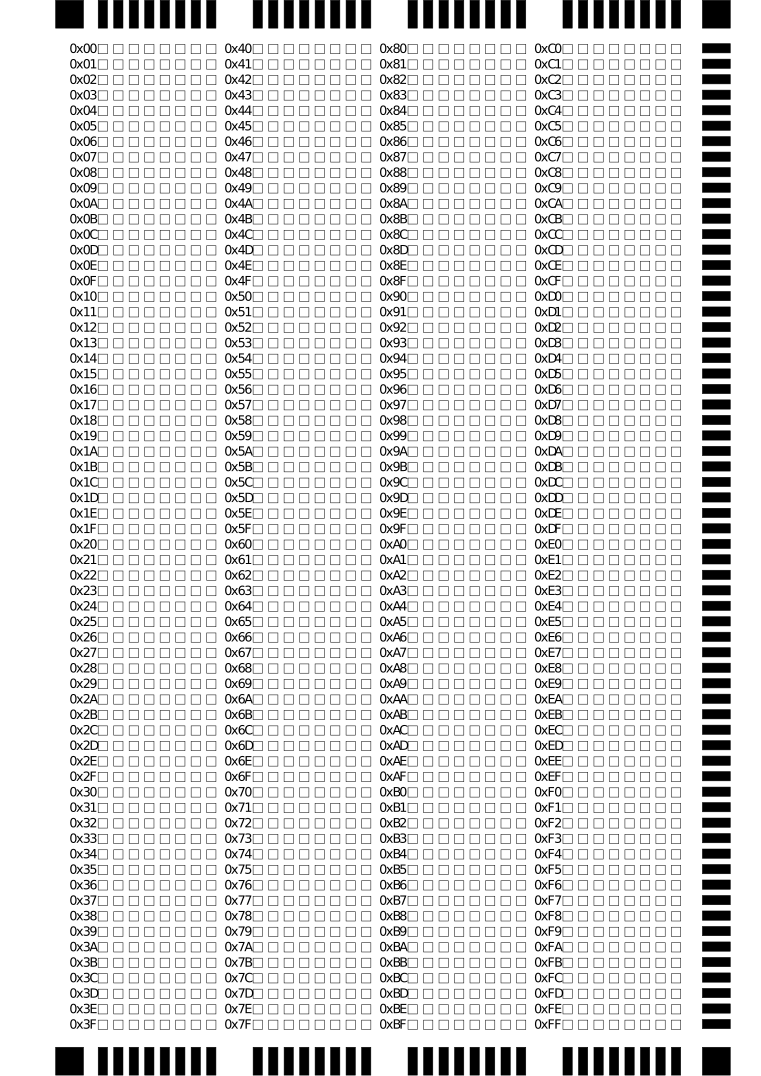 0x00 0x40 0x80 0xC0
0x01 0x41 0x81 0xC1
0x02 0x42 0x82 0xC2
0x03 0x43 0x83 0xC3
0x04 0x44 0x84 0xC4
0x05 0x45 0x85 0xC5
0x06 0x46 0x86 0xC6
0x07 0x47 0x87 0xC7
0x08 0x48 0x88 0xC8
0x09 0x49 0x89 0xC9
0x0A 0x4A 0x8A 0xCA
0x0B 0x4B 0x8B 0xCB
0x0C 0x4C 0x8C 0xCC
0x0D 0x4D 0x8D 0xCD
0x0E 0x4E 0x8E 0xCE
0x0F 0x4F 0x8F 0xCF
0x10 0x50 0x90 0xD0
0x11 0x51 0x91 0xD1
0x12 0x52 0x92 0xD2
0x13 0x53 0x93 0xD3
0x14 0x54 0x94 0xD4
0x15 0x55 0x95 0xD5
0x16 0x56 0x96 0xD6
0x17 0x57 0x97 0xD7
0x18 0x58 0x98 0xD8
0x19 0x59 0x99 0xD9
0x1A 0x5A 0x9A 0xDA
0x1B 0x5B 0x9B 0xDB
0x1C 0x5C 0x9C 0xDC
0x1D 0x5D 0x9D 0xDD
0x1E 0x5E 0x9E 0xDE
0x1F 0x5F 0x9F 0xDF
0x20 0x60 0xA0 0xE0
0x21 0x61 0xA1 0xE1
0x22 0x62 0xA2 0xE2
0x23 0x63 0xA3 0xE3
0x24 0x64 0xA4 0xE4
0x25 0x65 0xA5 0xE5
0x26 0x66 0xA6 0xE6
0x27 0x67 0xA7 0xE7
0x28 0x68 0xA8 0xE8
0x29 0x69 0xA9 0xE9
0x2A 0x6A 0xAA 0xEA
0x2B 0x6B 0xAB 0xEB
0x2C 0x6C 0xAC 0xEC
0x2D 0x6D 0xAD 0xED
0x2E 0x6E 0xAE 0xEE
0x2F 0x6F 0xAF 0xEF
0x30 0x70 0xB0 0xF0
0x31 0x71 0xB1 0xF1
0x32 0x72 0xB2 0xF2
0x33 0x73 0xB3 0xF3
0x34 0x74 0xB4 0xF4
0x35 0x75 0xB5 0xF5
0x36 0x76 0xB6 0xF6
0x37 0x77 0xB7 0xF7
0x38 0x78 0xB8 0xF8
0x39 0x79 0xB9 0xF9
0x3A 0x7A 0xBA 0xFA
0x3B 0x7B 0xBB 0xFB
0x3C 0x7C 0xBC 0xFC
0x3D 0x7D 0xBD 0xFD
0x3E 0x7E 0xBE 0xFE
0x3F 0x7F 0xBF 0xFF